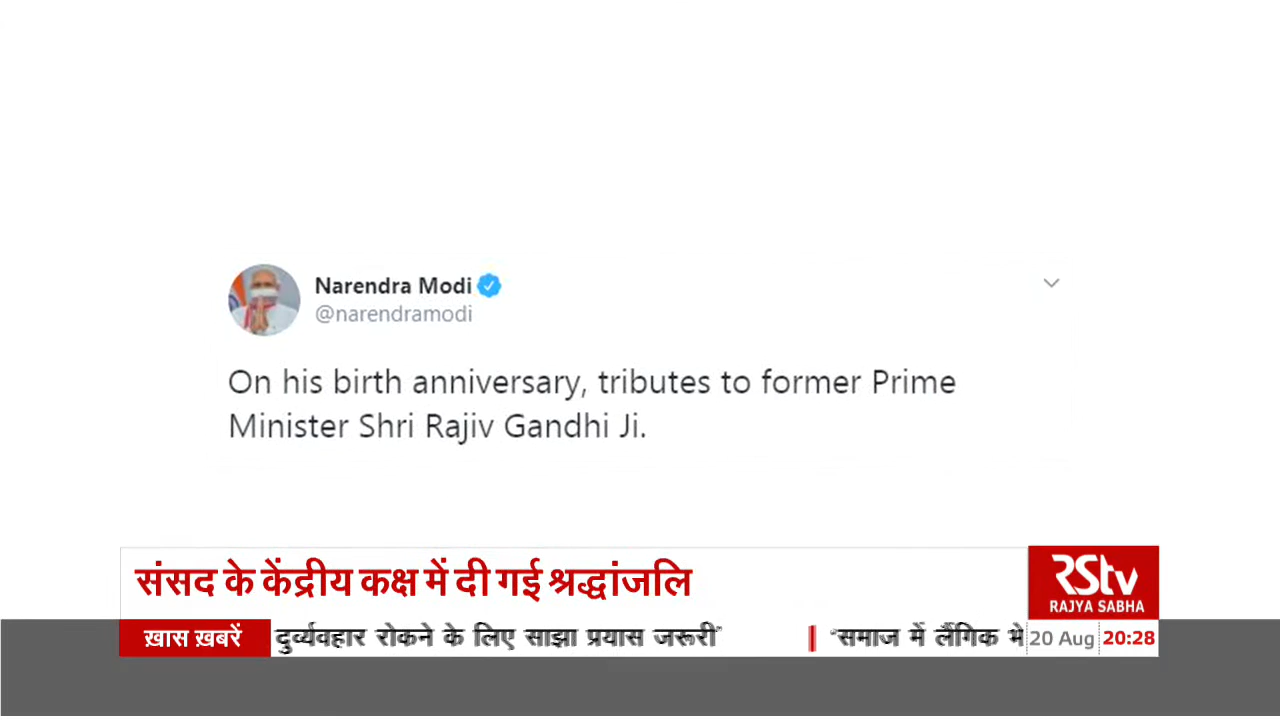 Narendra Modi
@narendramodi
On his birth anniversary, tributes to former Prime
Minister Shri Rajiv Gandhi Ji.
संसद के केंद्रीय कक्ष में दी गई श्रद्धांजलि
RStv
RAJYA SABHA
ख़ास ख़बरें दुर्व्यवहार रोकने के लिए साझा प्रयास जरूरी" "समाज में लैंगिक भे 20 Aug 20:28